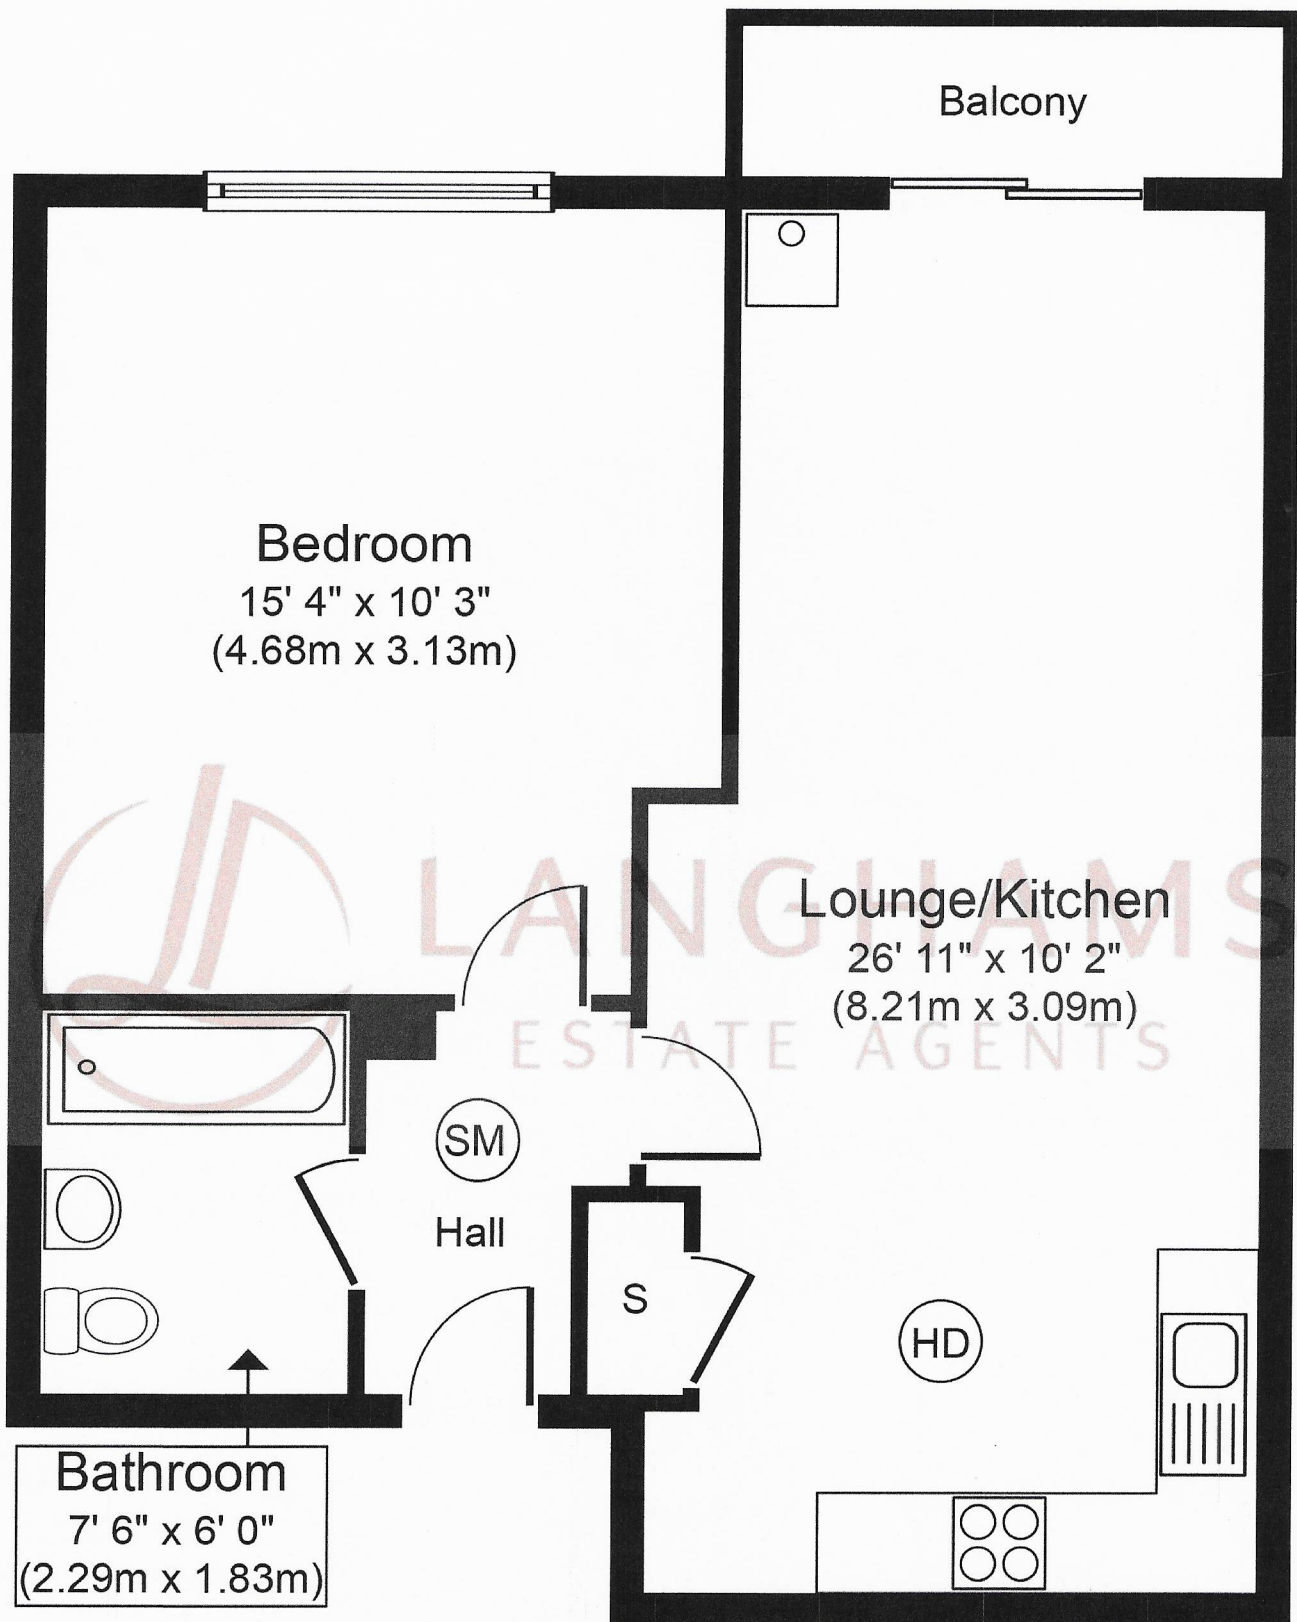 Balcony
Bedroom
15' 4" x 10' 3"
(4.68m x 3.13m)
Lounge/Kitchen
26' 11" x 10' 2"
(8.21m x 3.09m)
LANGHAMS
ESTATE AGENTS
SM
Hall
S
HD
Bathroom
7' 6" x 6' 0"
(2.29m x 1.83m)